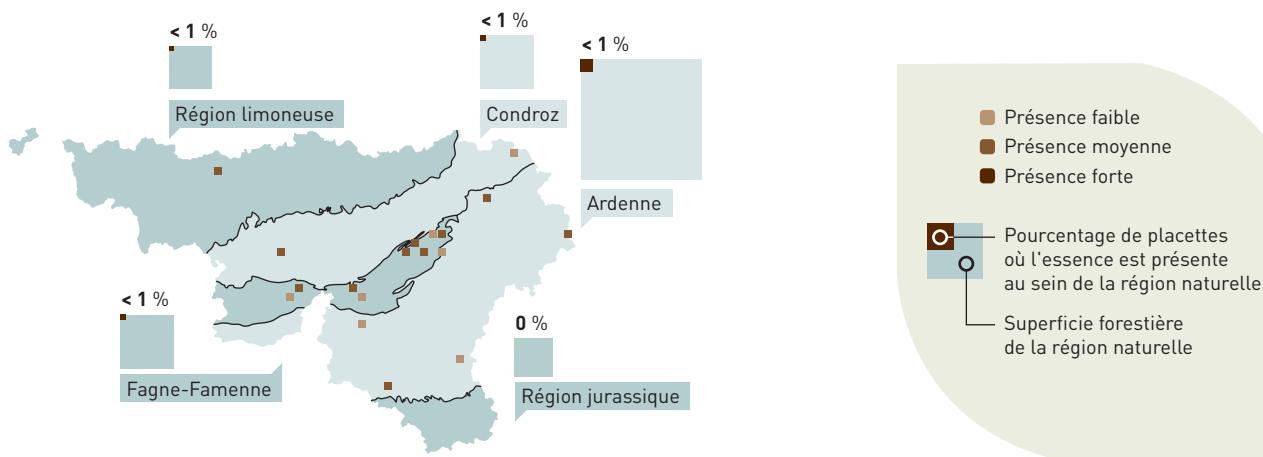 < 1 %
Région limoneuse
< 1 %
Condroz
< 1 %
Ardenne
< 1 %
Fagne-Famenne
0 %
Région jurassique
Présence faible
Présence moyenne
Présence forte
Pourcentage de placettes
où l'essence est présente
au sein de la région naturelle
Superficie forestière
de la région naturelle